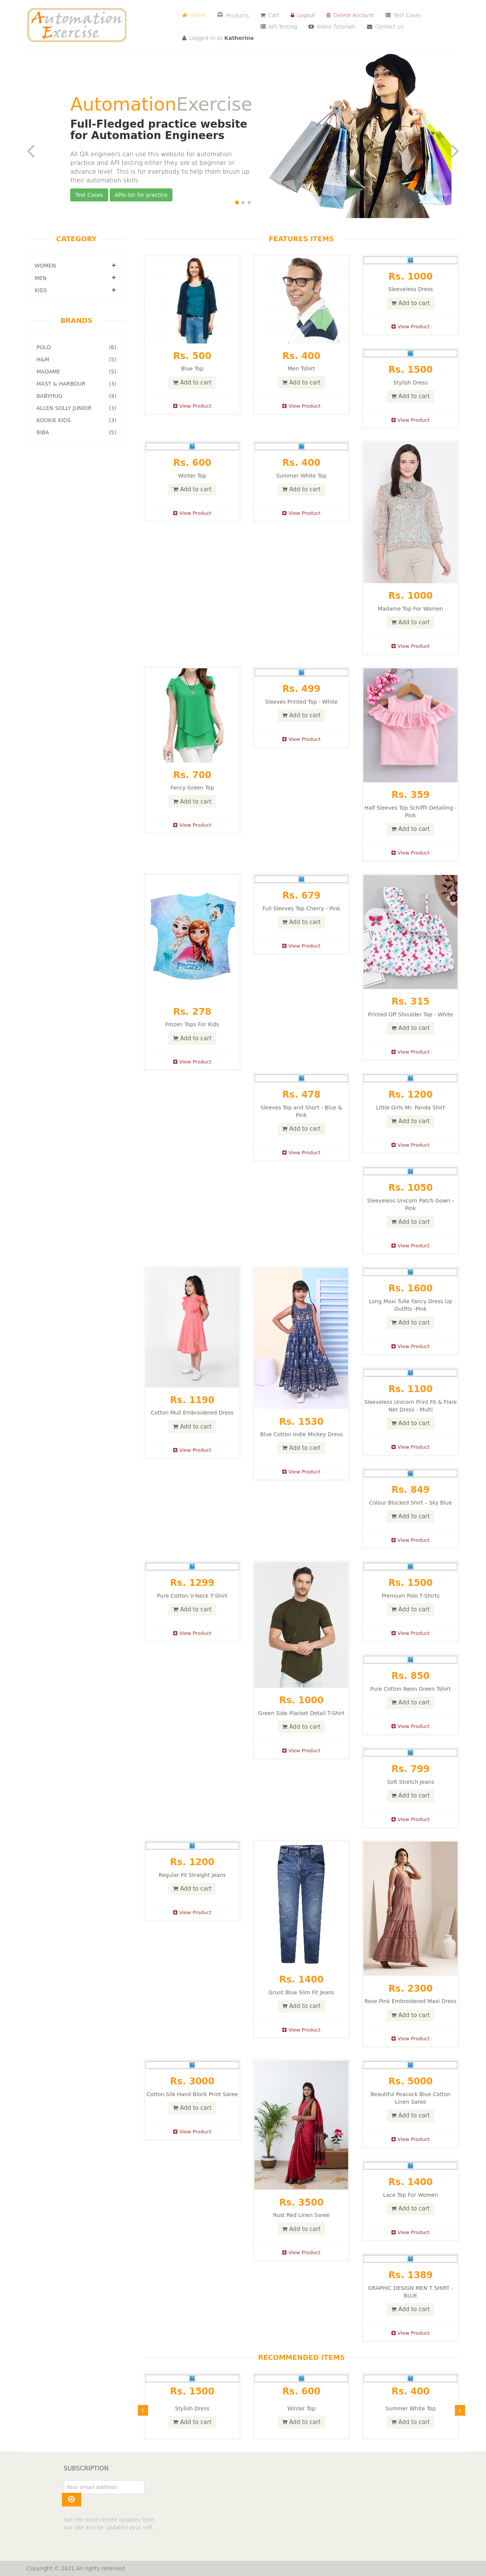 Automation
Exercise
Home
Products
Cart
Logout
Delete Account
Test Cases
API Testing
Video Tutorials
Contact us
Logged in as Katherine
AutomationExercise
Full-Fledged practice website
for Automation Engineers
All QA engineers can use this website for automation
practice and API testing either they are at beginner or
advance level. This is for everybody to help them brush up
their automation skills.
Test Cases
APIs list for practice
CATEGORY
WOMEN
MEN
KIDS
BRANDS
POLO (6)
H&M (5)
MADAME (5)
MAST & HARBOUR (3)
BABYHUG (4)
ALLEN SOLLY JUNIOR (3)
KOOKIE KIDS (3)
BIBA (5)
FEATURES ITEMS
Rs. 500
Blue Top
Add to cart
View Product
Rs. 400
Men Tshirt
Add to cart
View Product
Rs. 1000
Sleeveless Dress
Add to cart
View Product
Rs. 1500
Stylish Dress
Add to cart
View Product
Rs. 600
Winter Top
Add to cart
View Product
Rs. 400
Summer White Top
Add to cart
View Product
Rs. 1000
Madame Top For Women
Add to cart
View Product
Rs. 700
Fancy Green Top
Add to cart
View Product
Rs. 499
Sleeves Printed Top - White
Add to cart
View Product
Rs. 359
Half Sleeves Top Schiffli Detailing -
Pink
Add to cart
View Product
FROZEN
Rs. 278
Frozen Tops For Kids
Add to cart
View Product
Rs. 679
Full Sleeves Top Cherry - Pink
Add to cart
View Product
Rs. 315
Printed Off Shoulder Top - White
Add to cart
View Product
Rs. 478
Sleeves Top and Short - Blue &
Pink
Add to cart
View Product
Rs. 1200
Little Girls Mr. Panda Shirt
Add to cart
View Product
Rs. 1050
Sleeveless Unicorn Patch Gown -
Pink
Add to cart
View Product
Rs. 1190
Cotton Mull Embroidered Dress
Add to cart
View Product
Rs. 1530
Blue Cotton Indie Mickey Dress
Add to cart
View Product
Rs. 1600
Long Maxi Tulle Fancy Dress Up
Outfits -Pink
Add to cart
View Product
Rs. 1100
Sleeveless Unicorn Print Fit & Flare
Net Dress - Multi
Add to cart
View Product
Rs. 849
Colour Blocked Shirt – Sky Blue
Add to cart
View Product
Rs. 1299
Pure Cotton V-Neck T-Shirt
Add to cart
View Product
Rs. 1000
Green Side Placket Detail T-Shirt
Add to cart
View Product
Rs. 1500
Premium Polo T-Shirts
Add to cart
View Product
Rs. 850
Pure Cotton Neon Green Tshirt
Add to cart
View Product
Rs. 799
Soft Stretch Jeans
Add to cart
View Product
Rs. 1200
Regular Fit Straight Jeans
Add to cart
View Product
Rs. 1400
Grunt Blue Slim Fit Jeans
Add to cart
View Product
Rs. 2300
Rose Pink Embroidered Maxi Dress
Add to cart
View Product
Rs. 3000
Cotton Silk Hand Block Print Saree
Add to cart
View Product
Rs. 3500
Rust Red Linen Saree
Add to cart
View Product
Rs. 5000
Beautiful Peacock Blue Cotton
Linen Saree
Add to cart
View Product
Rs. 1400
Lace Top For Women
Add to cart
View Product
Rs. 1389
GRAPHIC DESIGN MEN T SHIRT -
BLUE
Add to cart
View Product
RECOMMENDED ITEMS
Rs. 1500
Stylish Dress
Add to cart
Rs. 600
Winter Top
Add to cart
Rs. 400
Summer White Top
Add to cart
SUBSCRIPTION
Your email address
Get the most recent updates from
our site and be updated your self...
Copyright © 2021 All rights reserved